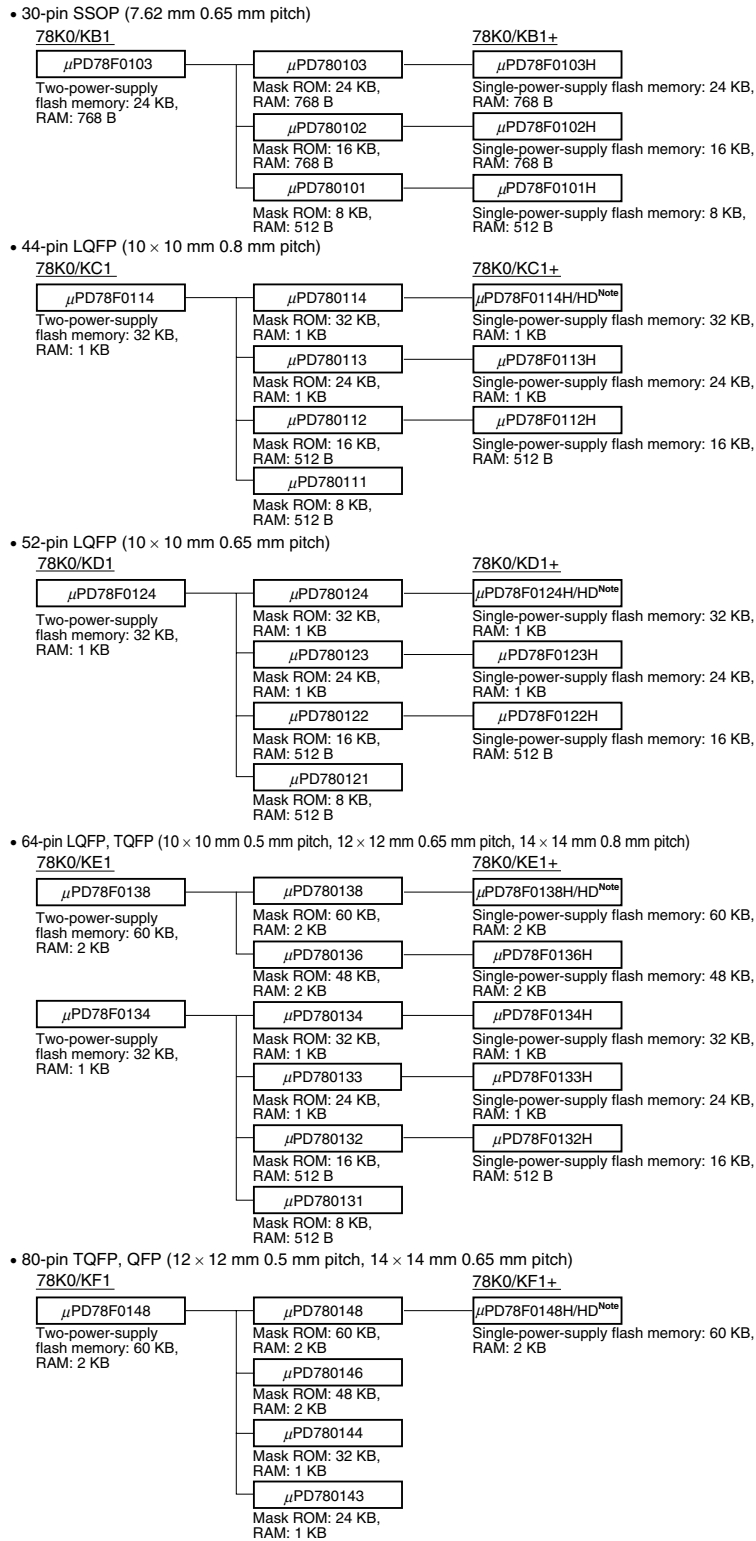 • 30-pin SSOP (7.62 mm 0.65 mm pitch)
78K0/KB1 78K0/KB1+
μPD78F0103 μPD780103 μPD78F0103H
Two-power-supply
flash memory: 24 KB,
RAM: 768 B
Mask ROM: 24 KB,
RAM: 768 B
Single-power-supply flash memory: 24 KB,
RAM: 768 B
μPD780102 μPD78F0102H
Mask ROM: 16 KB,
RAM: 768 B
Single-power-supply flash memory: 16 KB,
RAM: 768 B
μPD780101 μPD78F0101H
Mask ROM: 8 KB,
RAM: 512 B
Single-power-supply flash memory: 8 KB,
RAM: 512 B
• 44-pin LQFP (10 × 10 mm 0.8 mm pitch)
78K0/KC1 78K0/KC1+
μPD78F0114 μPD780114 μPD78F0114H/HDNote
Two-power-supply
flash memory: 32 KB,
RAM: 1 KB
Mask ROM: 32 KB,
RAM: 1 KB
Single-power-supply flash memory: 32 KB,
RAM: 1 KB
μPD780113 μPD78F0113H
Mask ROM: 24 KB,
RAM: 1 KB
Single-power-supply flash memory: 24 KB,
RAM: 1 KB
μPD780112 μPD78F0112H
Mask ROM: 16 KB,
RAM: 512 B
Single-power-supply flash memory: 16 KB,
RAM: 512 B
μPD780111
Mask ROM: 8 KB,
RAM: 512 B
• 52-pin LQFP (10 × 10 mm 0.65 mm pitch)
78K0/KD1 78K0/KD1+
μPD78F0124 μPD780124 μPD78F0124H/HDNote
Two-power-supply
flash memory: 32 KB,
RAM: 1 KB
Mask ROM: 32 KB,
RAM: 1 KB
Single-power-supply flash memory: 32 KB,
RAM: 1 KB
μPD780123 μPD78F0123H
Mask ROM: 24 KB,
RAM: 1 KB
Single-power-supply flash memory: 24 KB,
RAM: 1 KB
μPD780122 μPD78F0122H
Mask ROM: 16 KB,
RAM: 512 B
Single-power-supply flash memory: 16 KB,
RAM: 512 B
μPD780121
Mask ROM: 8 KB,
RAM: 512 B
• 64-pin LQFP, TQFP (10 × 10 mm 0.5 mm pitch, 12 × 12 mm 0.65 mm pitch, 14 × 14 mm 0.8 mm pitch)
78K0/KE1 78K0/KE1+
μPD78F0138 μPD780138 μPD78F0138H/HDNote
Two-power-supply
flash memory: 60 KB,
RAM: 2 KB
Mask ROM: 60 KB,
RAM: 2 KB
Single-power-supply flash memory: 60 KB,
RAM: 2 KB
μPD780136 μPD78F0136H
Mask ROM: 48 KB,
RAM: 2 KB
Single-power-supply flash memory: 48 KB,
RAM: 2 KB
μPD78F0134 μPD780134 μPD78F0134H
Two-power-supply
flash memory: 32 KB,
RAM: 1 KB
Mask ROM: 32 KB,
RAM: 1 KB
Single-power-supply flash memory: 32 KB,
RAM: 1 KB
μPD780133 μPD78F0133H
Mask ROM: 24 KB,
RAM: 1 KB
Single-power-supply flash memory: 24 KB,
RAM: 1 KB
μPD780132 μPD78F0132H
Mask ROM: 16 KB,
RAM: 512 B
Single-power-supply flash memory: 16 KB,
RAM: 512 B
μPD780131
Mask ROM: 8 KB,
RAM: 512 B
• 80-pin TQFP, QFP (12 × 12 mm 0.5 mm pitch, 14 × 14 mm 0.65 mm pitch)
78K0/KF1 78K0/KF1+
μPD78F0148 μPD780148 μPD78F0148H/HDNote
Two-power-supply
flash memory: 60 KB,
RAM: 2 KB
Mask ROM: 60 KB,
RAM: 2 KB
Single-power-supply flash memory: 60 KB,
RAM: 2 KB
μPD780146
Mask ROM: 48 KB,
RAM: 2 KB
μPD780144
Mask ROM: 32 KB,
RAM: 1 KB
μPD780143
Mask ROM: 24 KB,
RAM: 1 KB